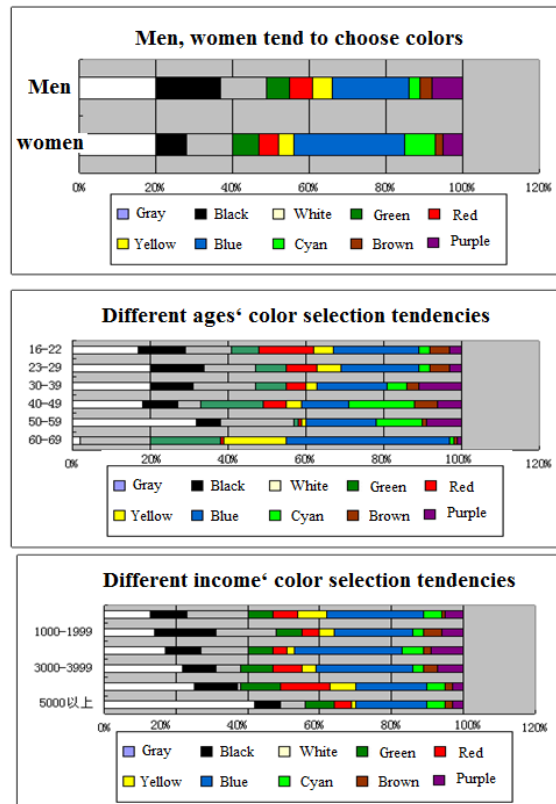 Men, women tend to choose colors
Men
women
0% 20% 40% 60% 80% 100% 120%
Gray Black White Green Red
Yellow Blue Cyan Brown Purple
Different ages‘ color selection tendencies
16-22
23-29
30-39
40-49
50-59
60-69
0% 20% 40% 60% 80% 100% 120%
Gray Black White Green Red
Yellow Blue Cyan Brown Purple
Different income‘ color selection tendencies
1000-1999
3000-3999
5000以上
0% 20% 40% 60% 80% 100% 120%
Gray Black White Green Red
Yellow Blue Cyan Brown Purple